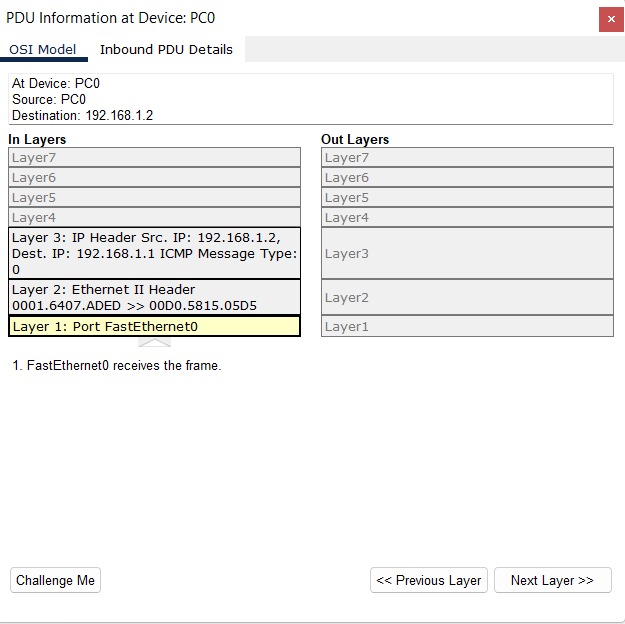 PDU Information at Device: PC0
×
OSI Model Inbound PDU Details
At Device: PC0
Source: PC0
Destination: 192.168.1.2
In Layers Out Layers
Layer7 Layer7
Layer6 Layer6
Layer5 Layer5
Layer4 Layer4
Layer 3: IP Header Src. IP: 192.168.1.2,
Dest. IP: 192.168.1.1 ICMP Message Type:
0
Layer3
Layer 2: Ethernet II Header
0001.6407.ADED >> 00D0.5815.05D5
Layer2
Layer 1: Port FastEthernet0 Layer1
1. FastEthernet0 receives the frame.
Challenge Me << Previous Layer Next Layer >>